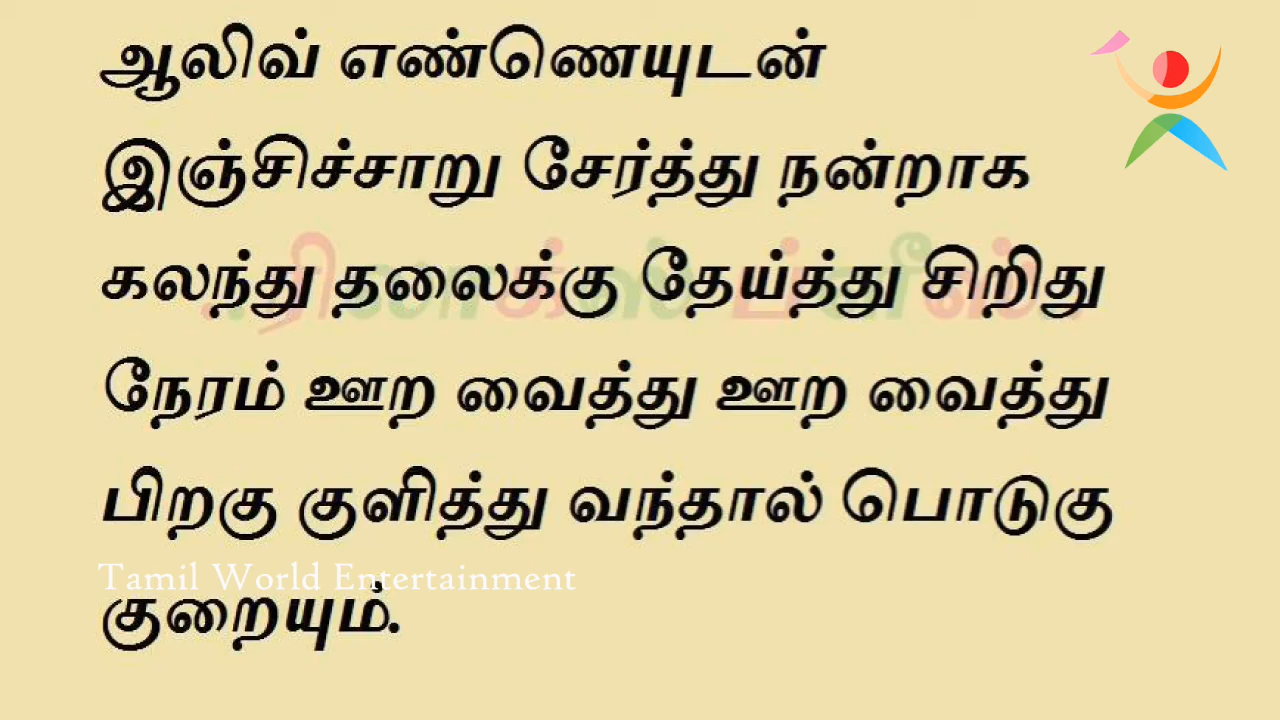 ஆலிவ் எண்ணெயுடன்
இஞ்சிச்சாறு சேர்த்து நன்றாக
கலந்து தலைக்கு தேய்த்து சிறிது
நேரம் ஊற வைத்து ஊற வைத்து
பிறகு குளித்து வந்தால் பொடுகு
Tamil World Entertainment
குறையும்.